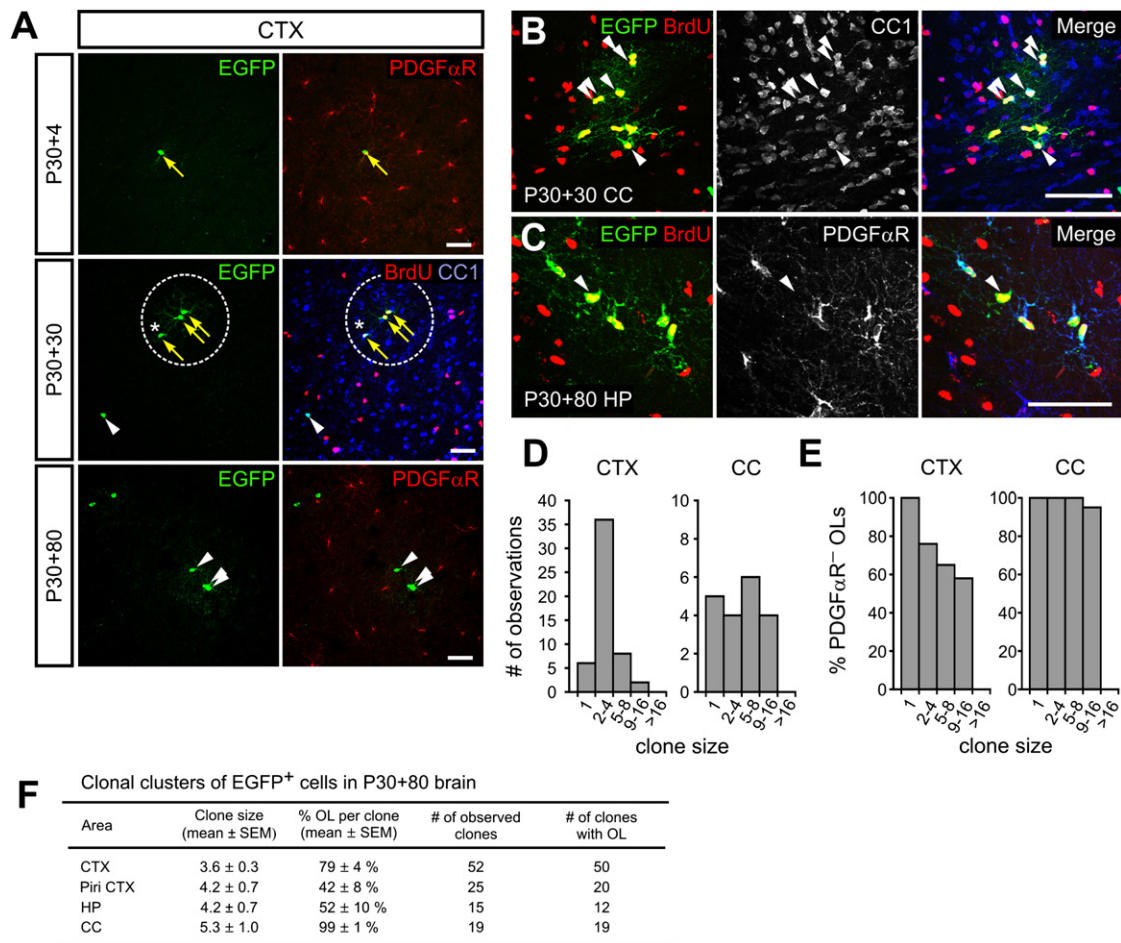 A
CTX
P30+4
EGFP
PDGFαR
P30+30
EGFP
*
BrdU CC1
*
P30+80
EGFP
PDGFαR
B
EGFP BrdU
P30+30 CC
CC1
Merge
C
EGFP BrdU
P30+80 HP
PDGFαR
Merge
D
CTX
CC
# of observations
40
35
30
25
20
15
10
5
0
1
2-4
5-8
9-16
>16
10
8
6
4
2
0
1
2-4
5-8
9-16
>16
clone size
E
CTX
CC
% PDGFαR⁻ OLs
100
80
60
40
20
0
1
2-4
5-8
9-16
>16
100
80
60
40
20
0
1
2-4
5-8
9-16
>16
clone size
F
Clonal clusters of EGFP⁺ cells in P30+80 brain
Area Clone size (mean ± SEM) % OL per clone (mean ± SEM) # of observed clones # of clones with OL
CTX 3.6 ± 0.3 79 ± 4 % 52 50
Piri CTX 4.2 ± 0.7 42 ± 8 % 25 20
HP 4.2 ± 0.7 52 ± 10 % 15 12
CC 5.3 ± 1.0 99 ± 1 % 19 19